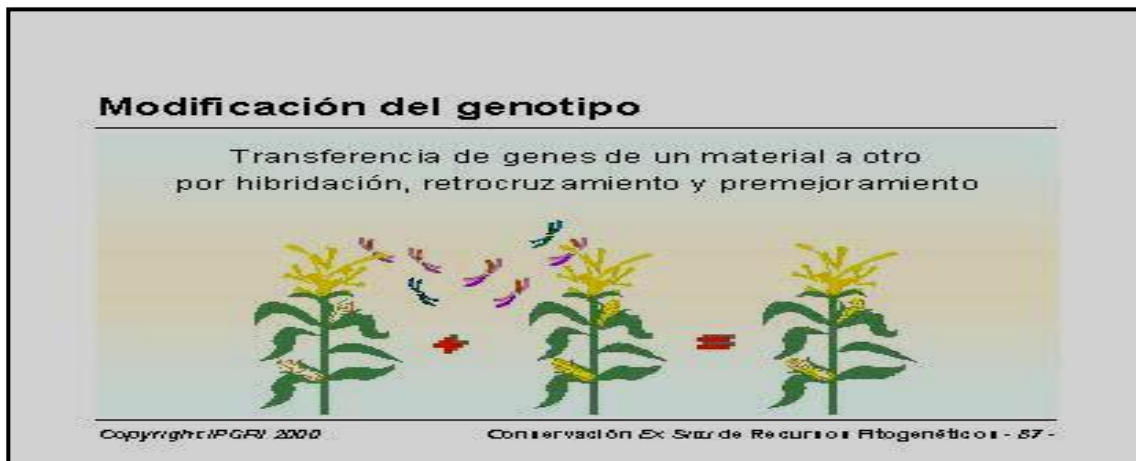 Modificación del genotipo
Transferencia de genes de un material a otro
por hibridación, retrocruzamiento y premejoramiento
Copyright IPGRI 2000
Conservación Ex Situ de Recursos Fitogenéticos - 87 -